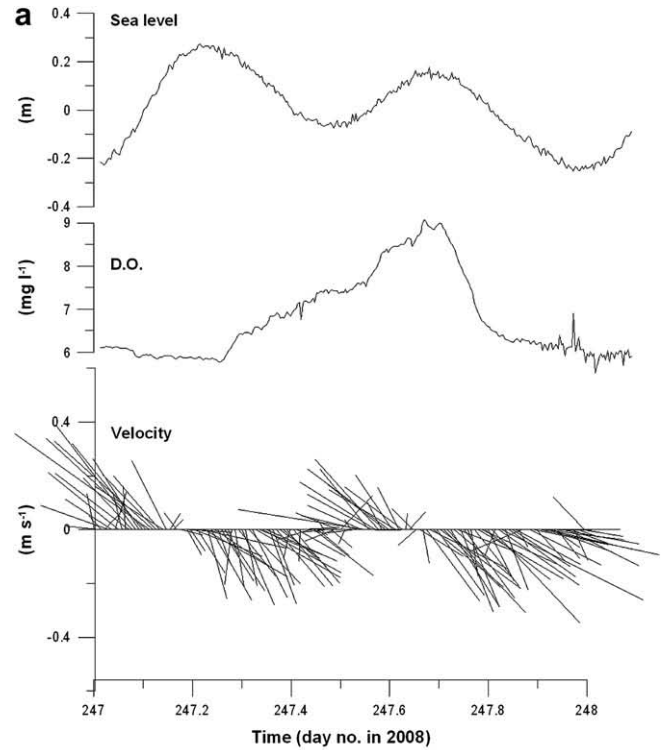 a
Sea level
0.4
0.2
0
-0.2
-0.4
(m)
D.O.
9
8
7
6
(mg l⁻¹)
Velocity
0.4
0
-0.4
(m s⁻¹)
247 247.2 247.4 247.6 247.8 248
Time (day no. in 2008)